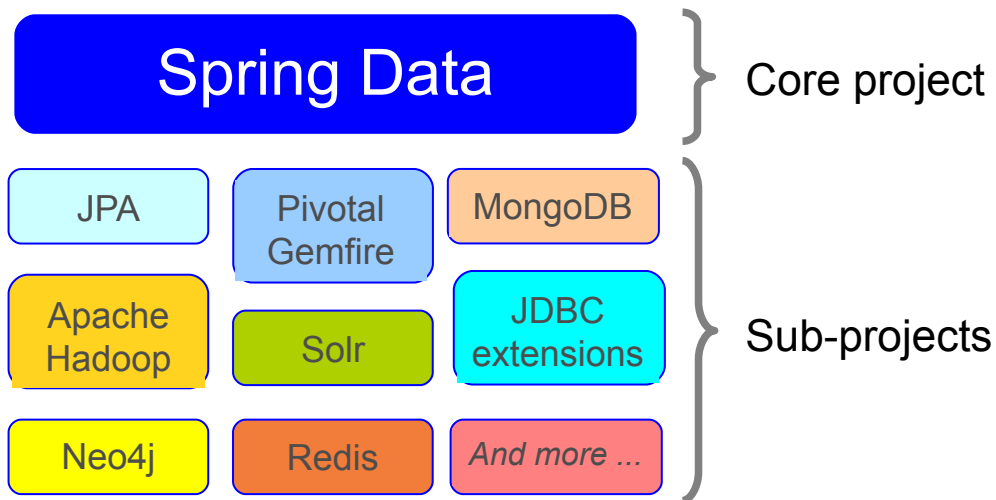 Spring Data
Core project
JPA
Pivotal
Gemfire
MongoDB
Apache
Hadoop
Solr
JDBC
extensions
Sub-projects
Neo4j
Redis
And more ...